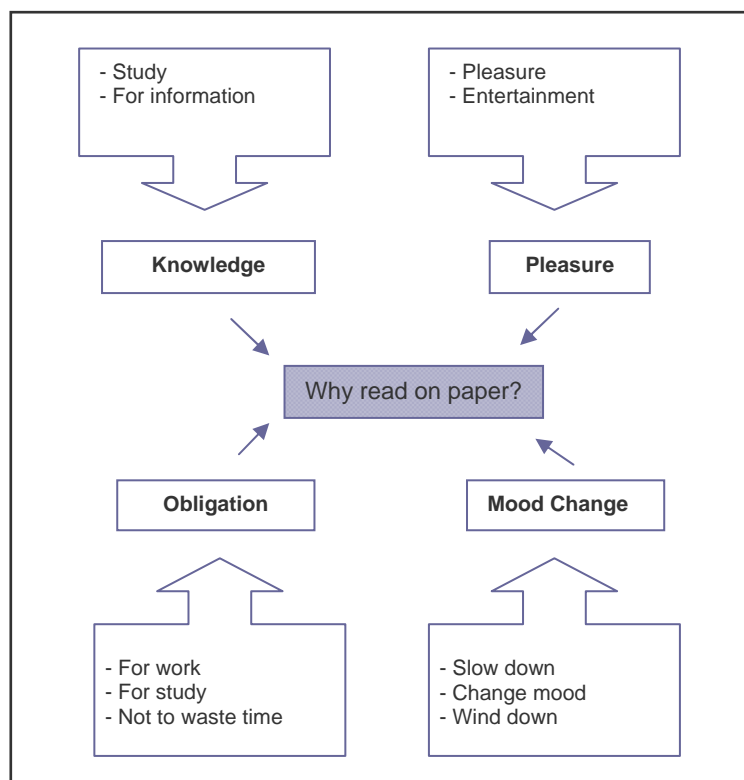 - Study
- For information
- Pleasure
- Entertainment
Knowledge
Pleasure
Why read on paper?
Obligation
Mood Change
- For work
- For study
- Not to waste time
- Slow down
- Change mood
- Wind down